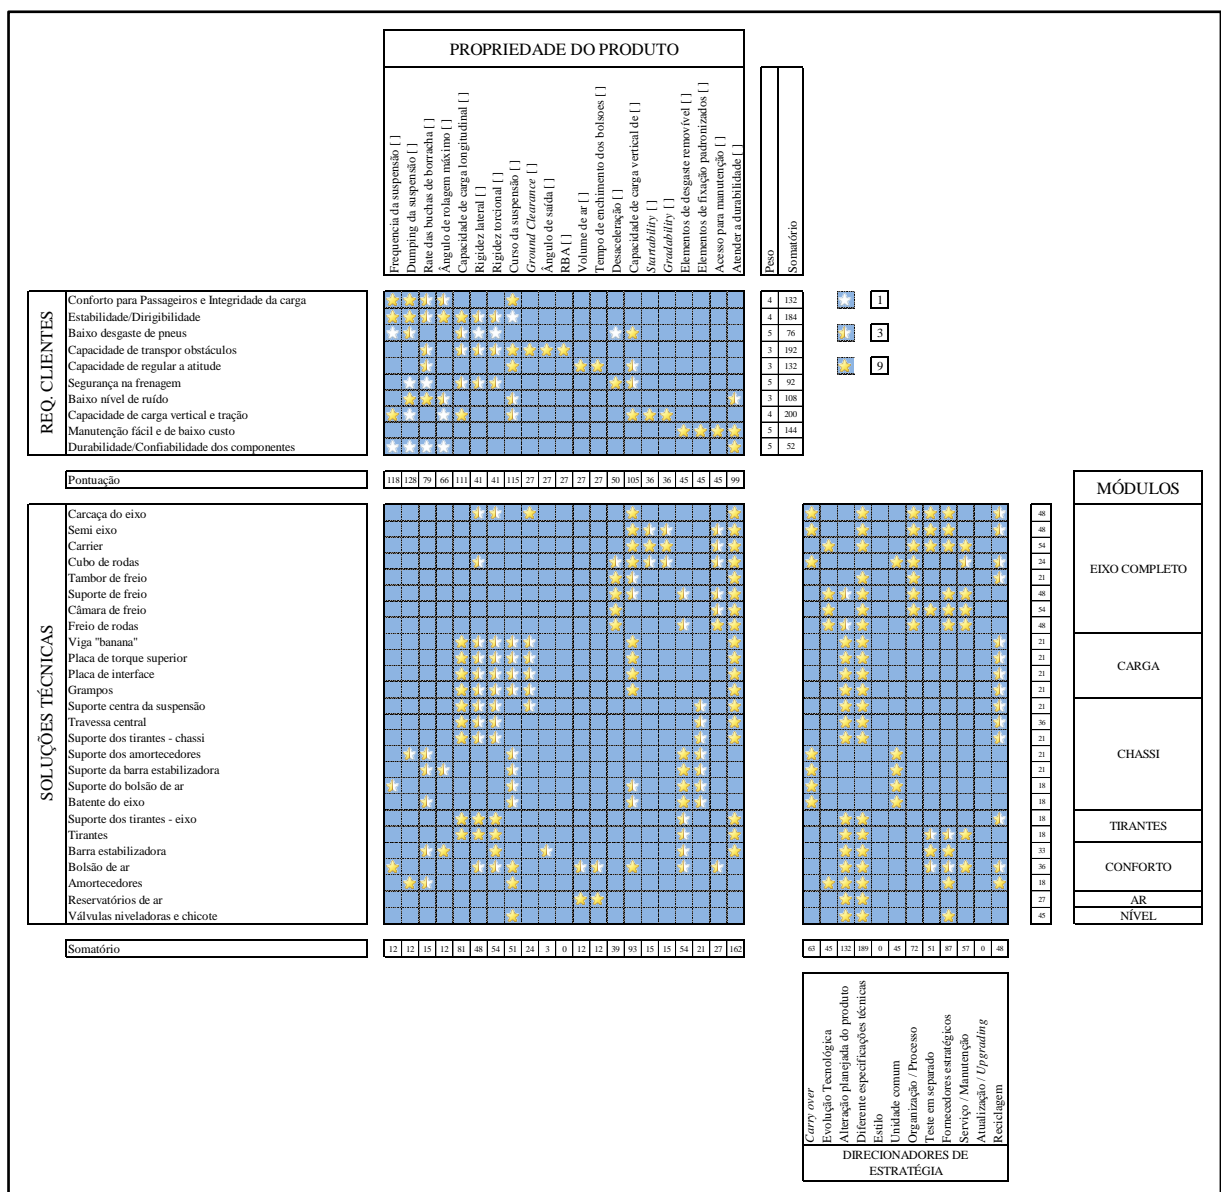 PROPRIEDADE DO PRODUTO
Frequencia da suspensão [ ]
Dumping da suspensão [ ]
Rate das buchas de borracha [ ]
Ângulo de rolagem máximo [ ]
Capacidade de carga longitudinal [ ]
Rigidez lateral [ ]
Rigidez torcional [ ]
Curso da suspensão [ ]
Ground Clearance [ ]
Ângulo de saída [ ]
RBA [ ]
Volume de ar [ ]
Tempo de enchimento dos bolsoes [ ]
Desaceleração [ ]
Capacidade de carga vertical de [ ]
Startability [ ]
Gradability [ ]
Elementos de desgaste removível [ ]
Elementos de fixação padronizados [ ]
Acesso para manutenção [ ]
Atender a durabilidade [ ]
Peso
Somatório
REQ. CLIENTES
Conforto para Passageiros e Integridade da carga 4 132
Estabilidade/Dirigibilidade 4 184
Baixo desgaste de pneus 5 76
Capacidade de transpor obstáculos 3 192
Capacidade de regular a atitude 3 132
Segurança na frenagem 5 92
Baixo nível de ruído 3 108
Capacidade de carga vertical e tração 4 200
Manutenção fácil e de baixo custo 5 144
Durabilidade/Confiabilidade dos componentes 5 52
1
3
9
Pontuação 118 128 79 66 111 41 41 115 27 27 27 27 27 50 105 36 36 45 45 45 99
MÓDULOS
SOLUÇÕES TÉCNICAS
Carcaça do eixo 48
Semi eixo 48
Carrier 54
Cubo de rodas 24
Tambor de freio 21
Suporte de freio 48
Câmara de freio 54
Freio de rodas 48
Viga "banana" 21
Placa de torque superior 21
Placa de interface 21
Grampos 21
Suporte centra da suspensão 21
Travessa central 36
Suporte dos tirantes - chassi 21
Suporte dos amortecedores 21
Suporte da barra estabilizadora 21
Suporte do bolsão de ar 18
Batente do eixo 18
Suporte dos tirantes - eixo 18
Tirantes 18
Barra estabilizadora 33
Bolsão de ar 36
Amortecedores 18
Reservatórios de ar 27
Válvulas niveladoras e chicote 45
EIXO COMPLETO
CARGA
CHASSI
TIRANTES
CONFORTO
AR
NÍVEL
Somatório 12 12 15 12 81 48 54 51 24 3 0 12 12 39 93 15 15 54 21 27 162
63 45 132 189 0 45 72 51 87 57 0 48
Carry over
Evolução Tecnológica
Alteração planejada do produto
Diferente especificações técnicas
Estilo
Unidade comum
Organização / Processo
Teste em separado
Fornecedores estratégicos
Serviço / Manutenção
Atualização / Upgrading
Reciclagem
DIRECIONADORES DE
ESTRATÉGIA